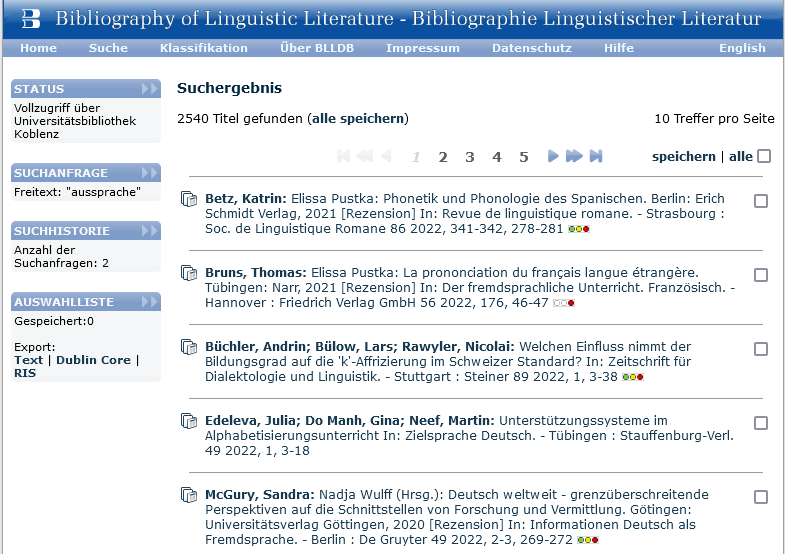 Bibliography of Linguistic Literature - Bibliographie Linguistischer Literatur
Home Suche Klassifikation Über BLLDB Impressum Datenschutz Hilfe English
STATUS
Vollzugriff über
Universitätsbibliothek
Koblenz
SUCHANFRAGE
Freitext: "aussprache"
SUCHHISTORIE
Anzahl der
Suchanfragen: 2
AUSWAHLLISTE
Gespeichert:0
Export:
Text | Dublin Core |
RIS
Suchergebnis
2540 Titel gefunden (alle speichern) 10 Treffer pro Seite
1 2 3 4 5 speichern | alle
Betz, Katrin: Elissa Pustka: Phonetik und Phonologie des Spanischen. Berlin: Erich
Schmidt Verlag, 2021 [Rezension] In: Revue de linguistique romane. - Strasbourg :
Soc. de Linguistique Romane 86 2022, 341-342, 278-281
Bruns, Thomas: Elissa Pustka: La prononciation du français langue étrangère.
Tübingen: Narr, 2021 [Rezension] In: Der fremdsprachliche Unterricht. Französisch. -
Hannover : Friedrich Verlag GmbH 56 2022, 176, 46-47
Büchler, Andrin; Bülow, Lars; Rawyler, Nicolai: Welchen Einfluss nimmt der
Bildungsgrad auf die 'k'-Affrizierung im Schweizer Standard? In: Zeitschrift für
Dialektologie und Linguistik. - Stuttgart : Steiner 89 2022, 1, 3-38
Edeleva, Julia; Do Manh, Gina; Neef, Martin: Unterstützungssysteme im
Alphabetisierungsunterricht In: Zielsprache Deutsch. - Tübingen : Stauffenburg-Verl.
49 2022, 1, 3-18
McGury, Sandra: Nadja Wulff (Hrsg.): Deutsch weltweit - grenzüberschreitende
Perspektiven auf die Schnittstellen von Forschung und Vermittlung. Götingen:
Universitätsverlag Göttingen, 2020 [Rezension] In: Informationen Deutsch als
Fremdsprache. - Berlin : De Gruyter 49 2022, 2-3, 269-272